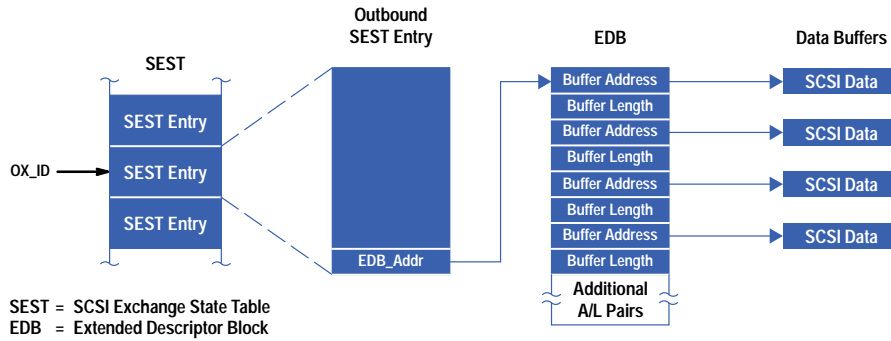 SEST
Outbound
SEST Entry
EDB
Data Buffers
SEST Entry
OX_ID
SEST Entry
SEST Entry
EDB_Addr
Buffer Address
Buffer Length
Buffer Address
Buffer Length
Buffer Address
Buffer Length
Buffer Address
Buffer Length
Additional
A/L Pairs
SCSI Data
SCSI Data
SCSI Data
SCSI Data
SEST = SCSI Exchange State Table
EDB = Extended Descriptor Block